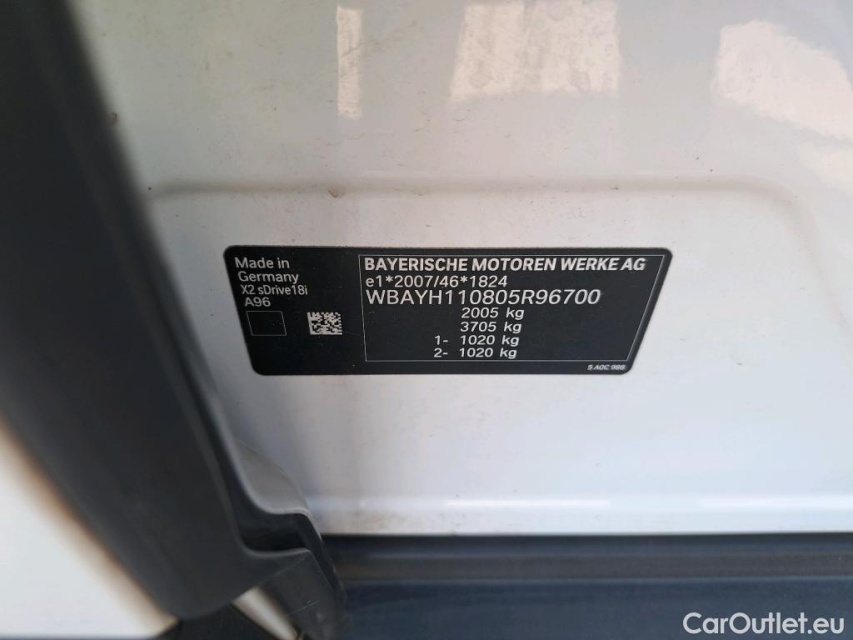 Made in
Germany
X2 sDrive18i
A96
BAYERISCHE MOTOREN WERKE AG
e1*2007/46*1824
WBAYH110805R96700
2005 kg
3705 kg
1- 1020 kg
2- 1020 kg
5 A0C 986
CarOutlet.eu